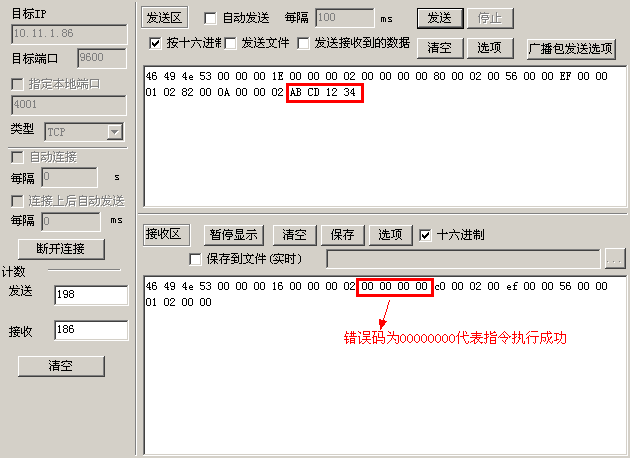 目标IP
10.11.1.86
目标端口 9600
指定本地端口
4001
类型 TCP
自动连接
每隔 0 s
连接上后自动发送
每隔 0 ms
断开连接
计数
发送 198
接收 186
清空
发送区 自动发送 每隔 100 ms 发送 停止
按十六进制 发送文件 发送接收到的数据 清空 选项 广播包发送选项
46 49 4e 53 00 00 00 1E 00 00 00 02 00 00 00 00 80 00 02 00 56 00 00 EF 00 00
01 02 82 00 0A 00 00 02 AB CD 12 34
接收区 暂停显示 清空 保存 选项 十六进制
保存到文件(实时) ...
46 49 4e 53 00 00 00 16 00 00 00 02 00 00 00 00 c0 00 02 00 ef 00 00 56 00 00
01 02 00 00
错误码为00000000代表指令执行成功